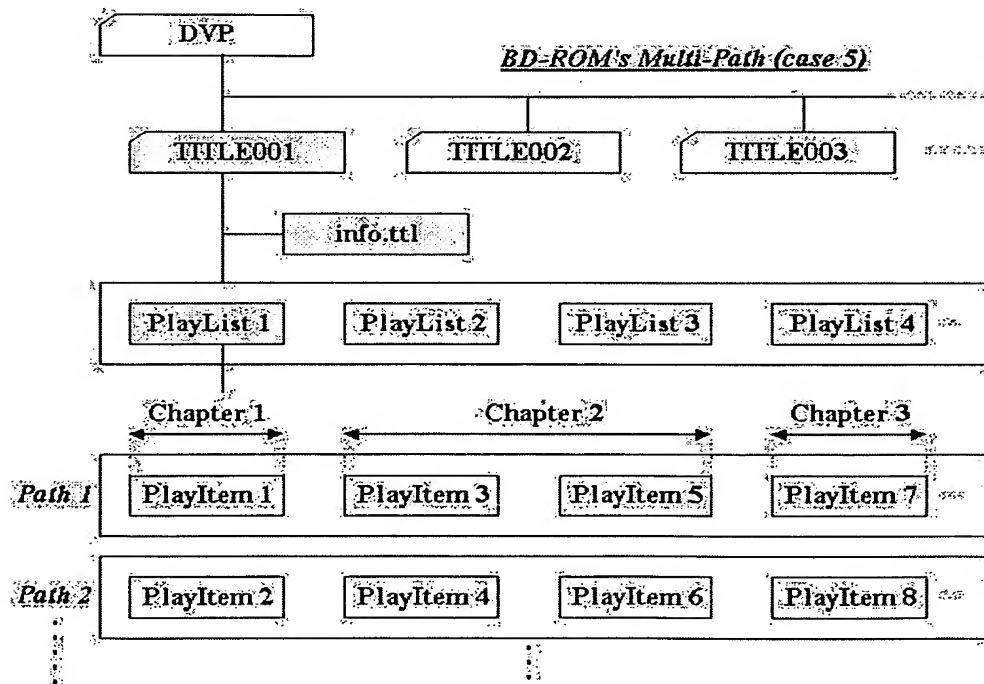 DVP
BD-ROM's Multi-Path (case 5)
TITLE001 TITLE002 TITLE003
info.ttl
PlayList 1 PlayList 2 PlayList 3 PlayList 4
Chapter 1 Chapter 2 Chapter 3
Path 1 PlayItem 1 PlayItem 3 PlayItem 5 PlayItem 7
Path 2 PlayItem 2 PlayItem 4 PlayItem 6 PlayItem 8